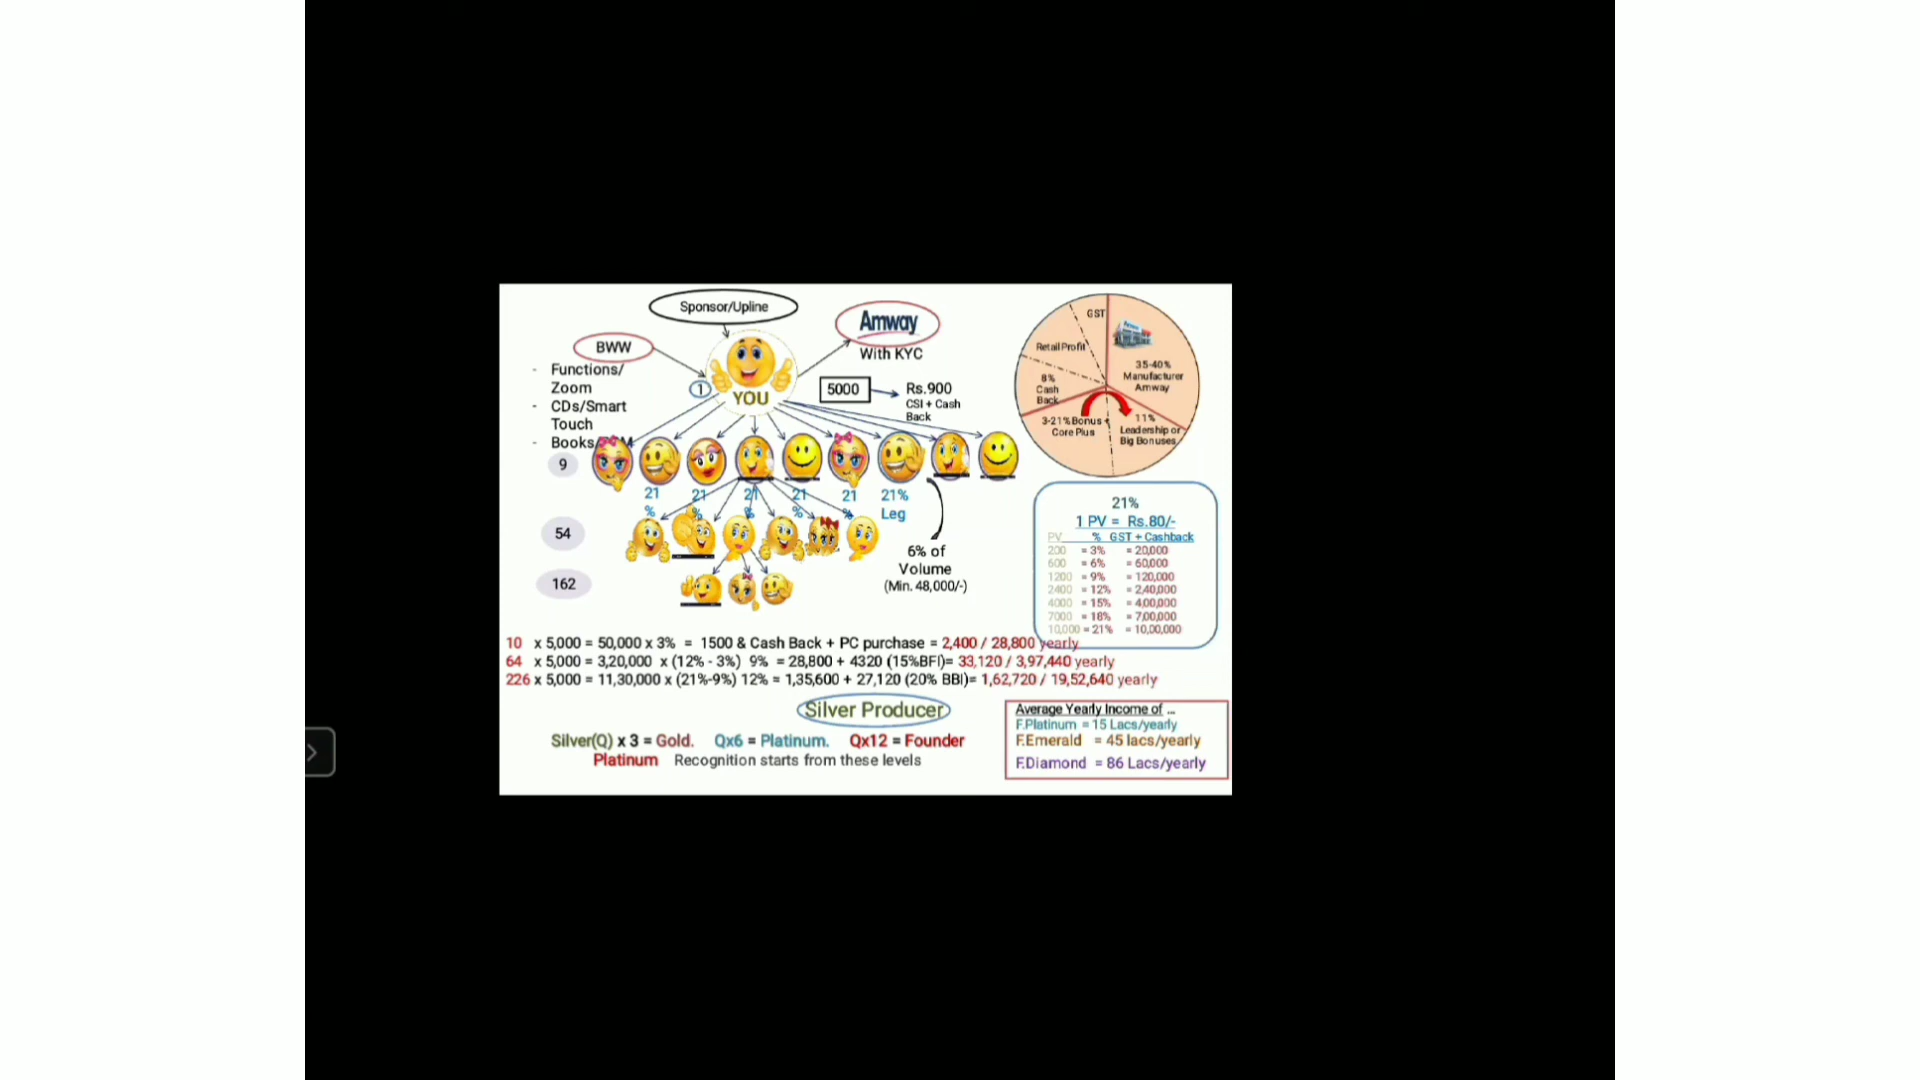 Sponsor/Upline
Amway
With KYC
BWW
- Functions/
Zoom
- CDs/Smart
Touch
- Books/
1
YOU
5000
Rs.900
CSI + Cash
Back
9
21
%
21
%
21
%
21
%
21
%
21%
Leg
54
6% of
Volume
(Min. 48,000/-)
162
GST
Retail Profit
8%
Cash
Back
35-40%
Manufacturer
Amway
3-21% Bonus +
Core Plus
11%
Leadership or
Big Bonuses
21%
1 PV = Rs.80/-
PV % GST + Cashback
200 = 3% = 20,000
600 = 6% = 60,000
1200 = 9% = 120,000
2400 = 12% = 2,40,000
4000 = 15% = 4,00,000
7000 = 18% = 7,00,000
10,000 = 21% = 10,00,000
10 x 5,000 = 50,000 x 3% = 1500 & Cash Back + PC purchase = 2,400 / 28,800 yearly
64 x 5,000 = 3,20,000 x (12% - 3%) 9% = 28,800 + 4320 (15%BFI)= 33,120 / 3,97,440 yearly
226 x 5,000 = 11,30,000 x (21%-9%) 12% = 1,35,600 + 27,120 (20% BBI)= 1,62,720 / 19,52,640 yearly
Silver Producer
Silver(Q) x 3 = Gold. Qx6 = Platinum. Qx12 = Founder
Platinum Recognition starts from these levels
Average Yearly Income of ...
F.Platinum = 15 Lacs/yearly
F.Emerald = 45 lacs/yearly
F.Diamond = 86 Lacs/yearly